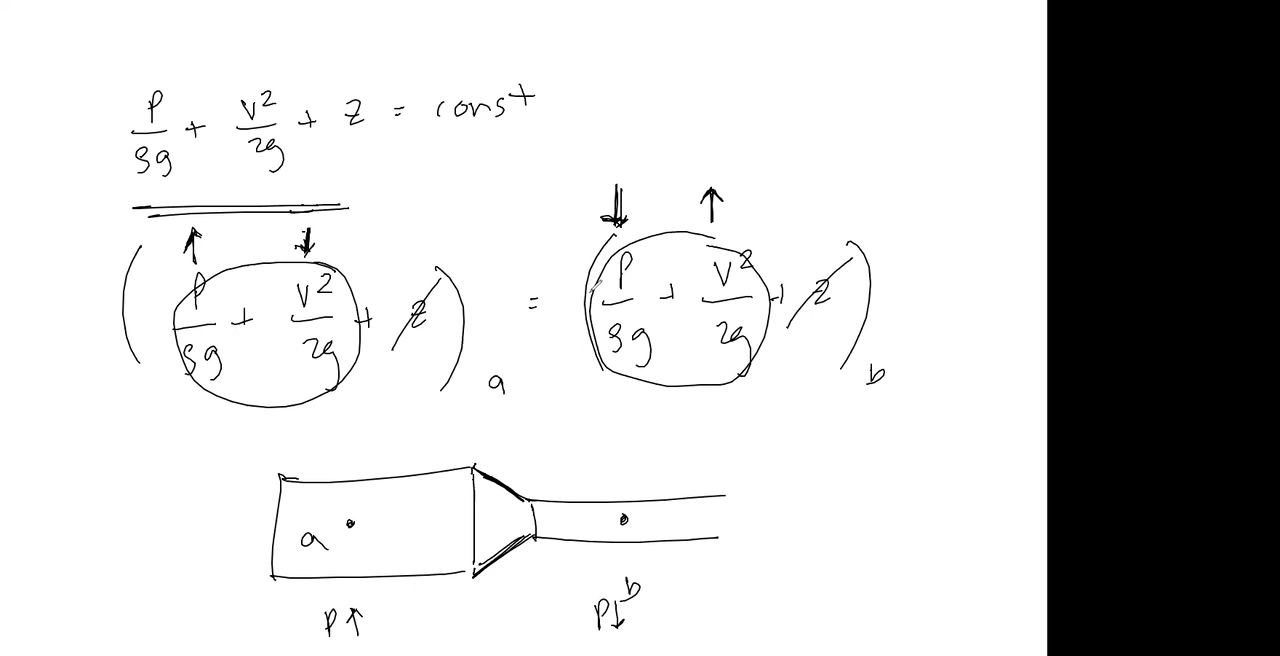 P/ρg + V²/2g + Z = const
(P/ρg + V²/2g + Z)a = (P/ρg + V²/2g + Z)b
a
b
P↑ P↓